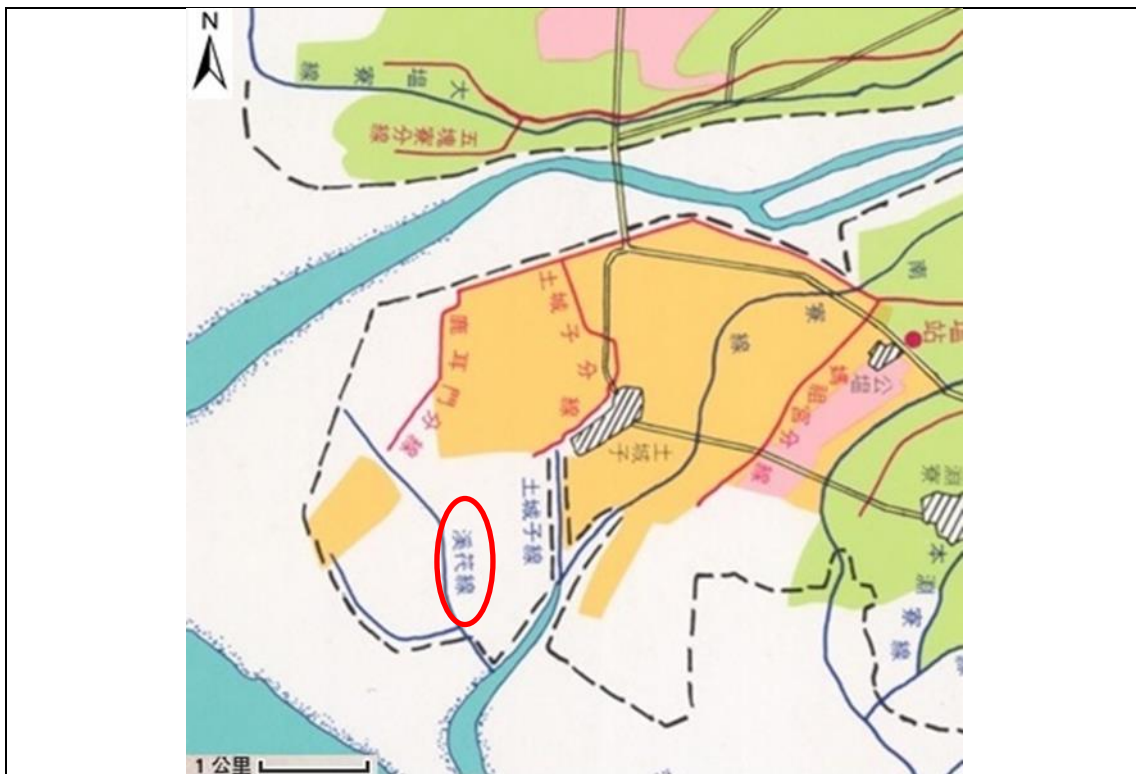 N
大塭寮線
五塊寮分線
土城子分線
鹿耳門分線
寮線
南
塭站
公塭
媽祖宮分線
土城子
土城子線
溪花線
淵寮
本淵寮線
1 公里